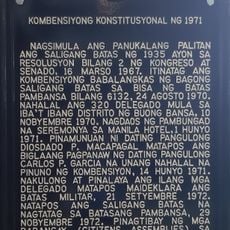 KOMBENSIYONG KONSTITUSYONAL NG 1971
NAGSIMULA ANG PANUKALANG PALITAN
ANG SALIGANG BATAS NG 1935 AYON SA
RESOLUSYON BILANG 2 NG KONGRESO AT
SENADO, 16 MARSO 1967. ITINATAG ANG
KOMBENSIYONG BABALANGKAS NG BAGONG
SALIGANG BATAS SA BISA NG BATAS
PAMBANSA BILANG 6132, 24 AGOSTO 1970.
NAHALAL ANG 320 DELEGADO MULA SA
IBA'T IBANG DISTRITO NG BUONG BANSA, 10
NOBYEMBRE 1970. NAGDAOS NG PAMBUNGAD
NA SEREMONYA SA MANILA HOTEL, 1 HUNYO
1971. PINAMUNUAN NI DATING PANGULONG
DIOSDADO P. MACAPAGAL MATAPOS ANG
BIGLAANG PAGPANAW NG DATING PANGULONG
CARLOS P. GARCIA NA UNANG NAHALAL NA
PINUNO NG KOMBENSIYON, 14 HUNYO 1971.
NAKULONG AT PINALAYA ANG ILANG MGA
DELEGADO MATAPOS MAIDEKLARA ANG
BATAS MILITAR, 21 SETYEMBRE 1972.
NATAPOS ANG SALIGANG BATAS NA
NAGTATAG SA BATASANG PAMBANSA, 29
NOBYEMBRE 1972. PINAGTIBAY NG MGA
BARANGAY (CITIZENS ASSEMBLIES) SA